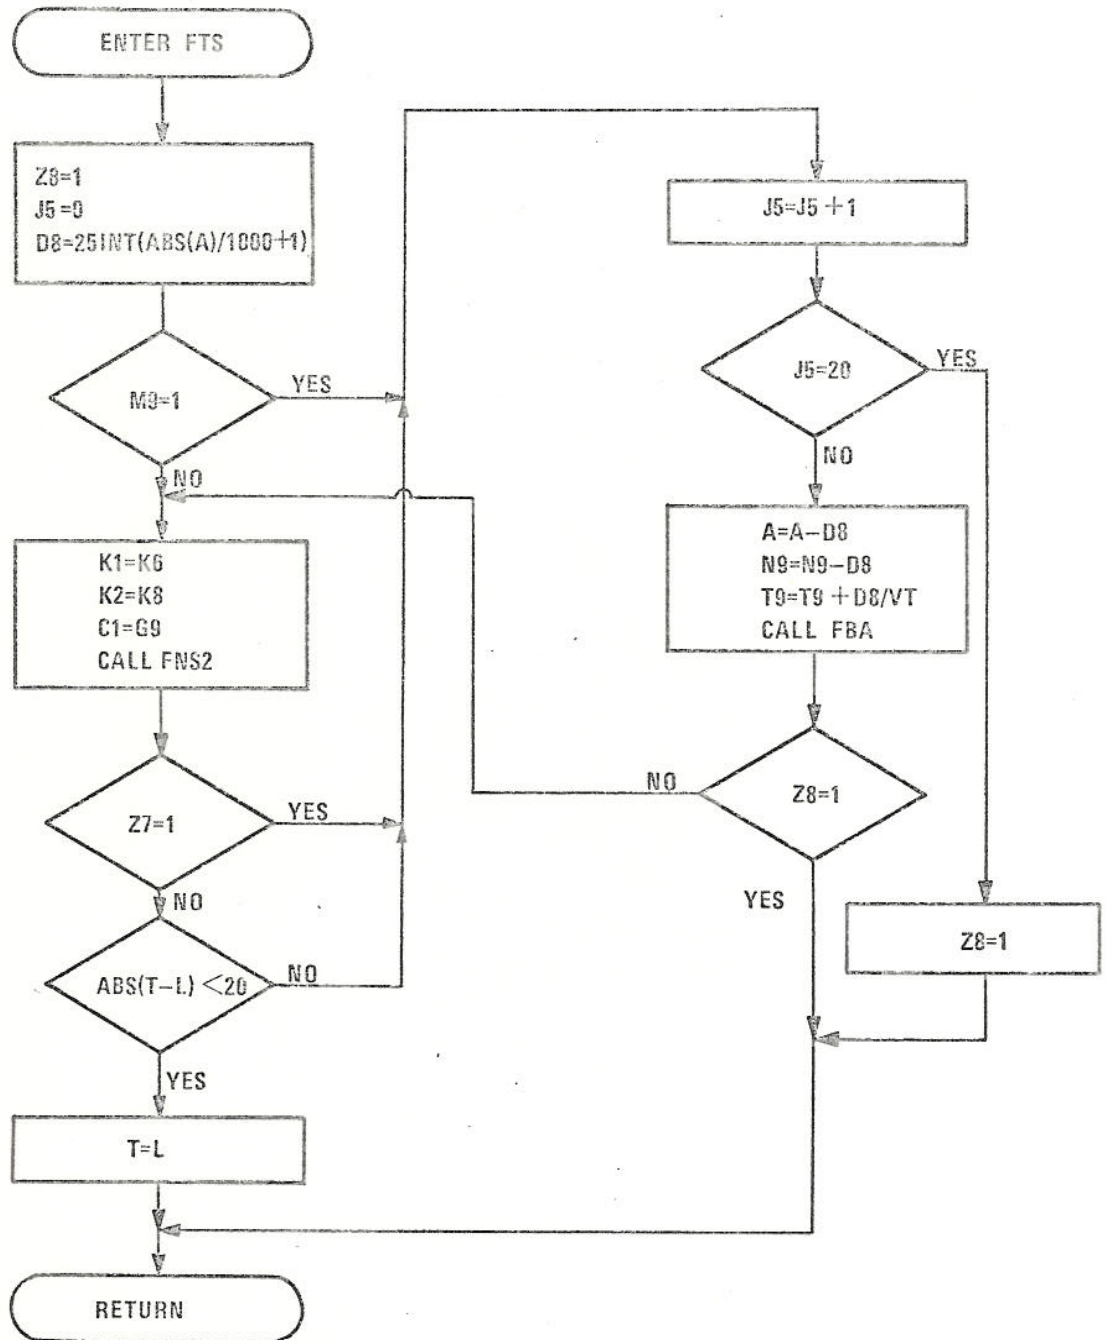 ENTER FTS
Z8=1
J5=0
D8=25INT(ABS(A)/1000+1)
M9=1
YES
NO
K1=K6
K2=K8
C1=G9
CALL FNS2
Z7=1
YES
NO
ABS(T-L) <20
NO
YES
T=L
RETURN
J5=J5+1
J5=20
YES
NO
A=A-D8
N9=N9-D8
T9=T9+D8/VT
CALL FBA
Z8=1
NO
YES
Z8=1